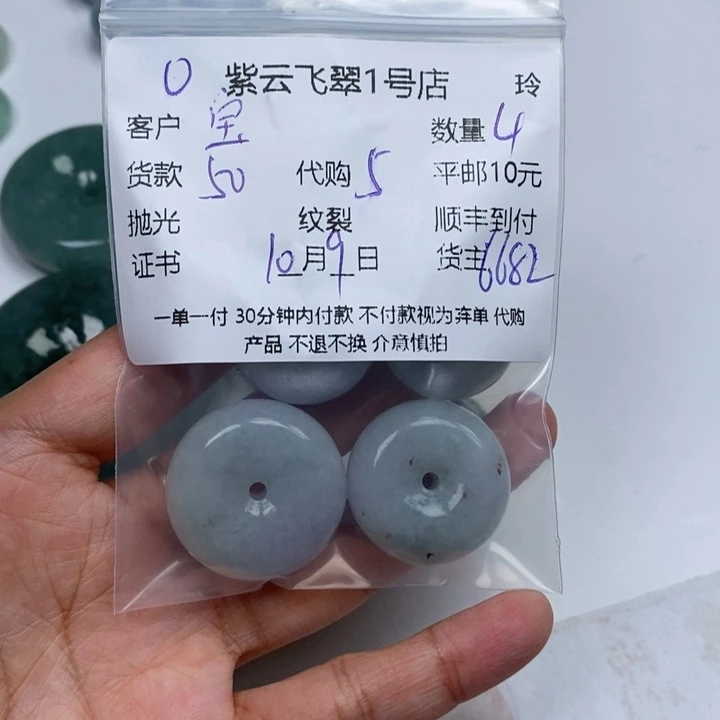 0 紫云飞翠1号店 玲
客户 宝 数量 4
货款 50 代购 5 平邮10元
抛光 纹裂 顺丰到付
证书 10月9日 货主 6682
一单一付 30分钟内付款 不付款视为弃单 代购
产品 不退不换 介意慎拍